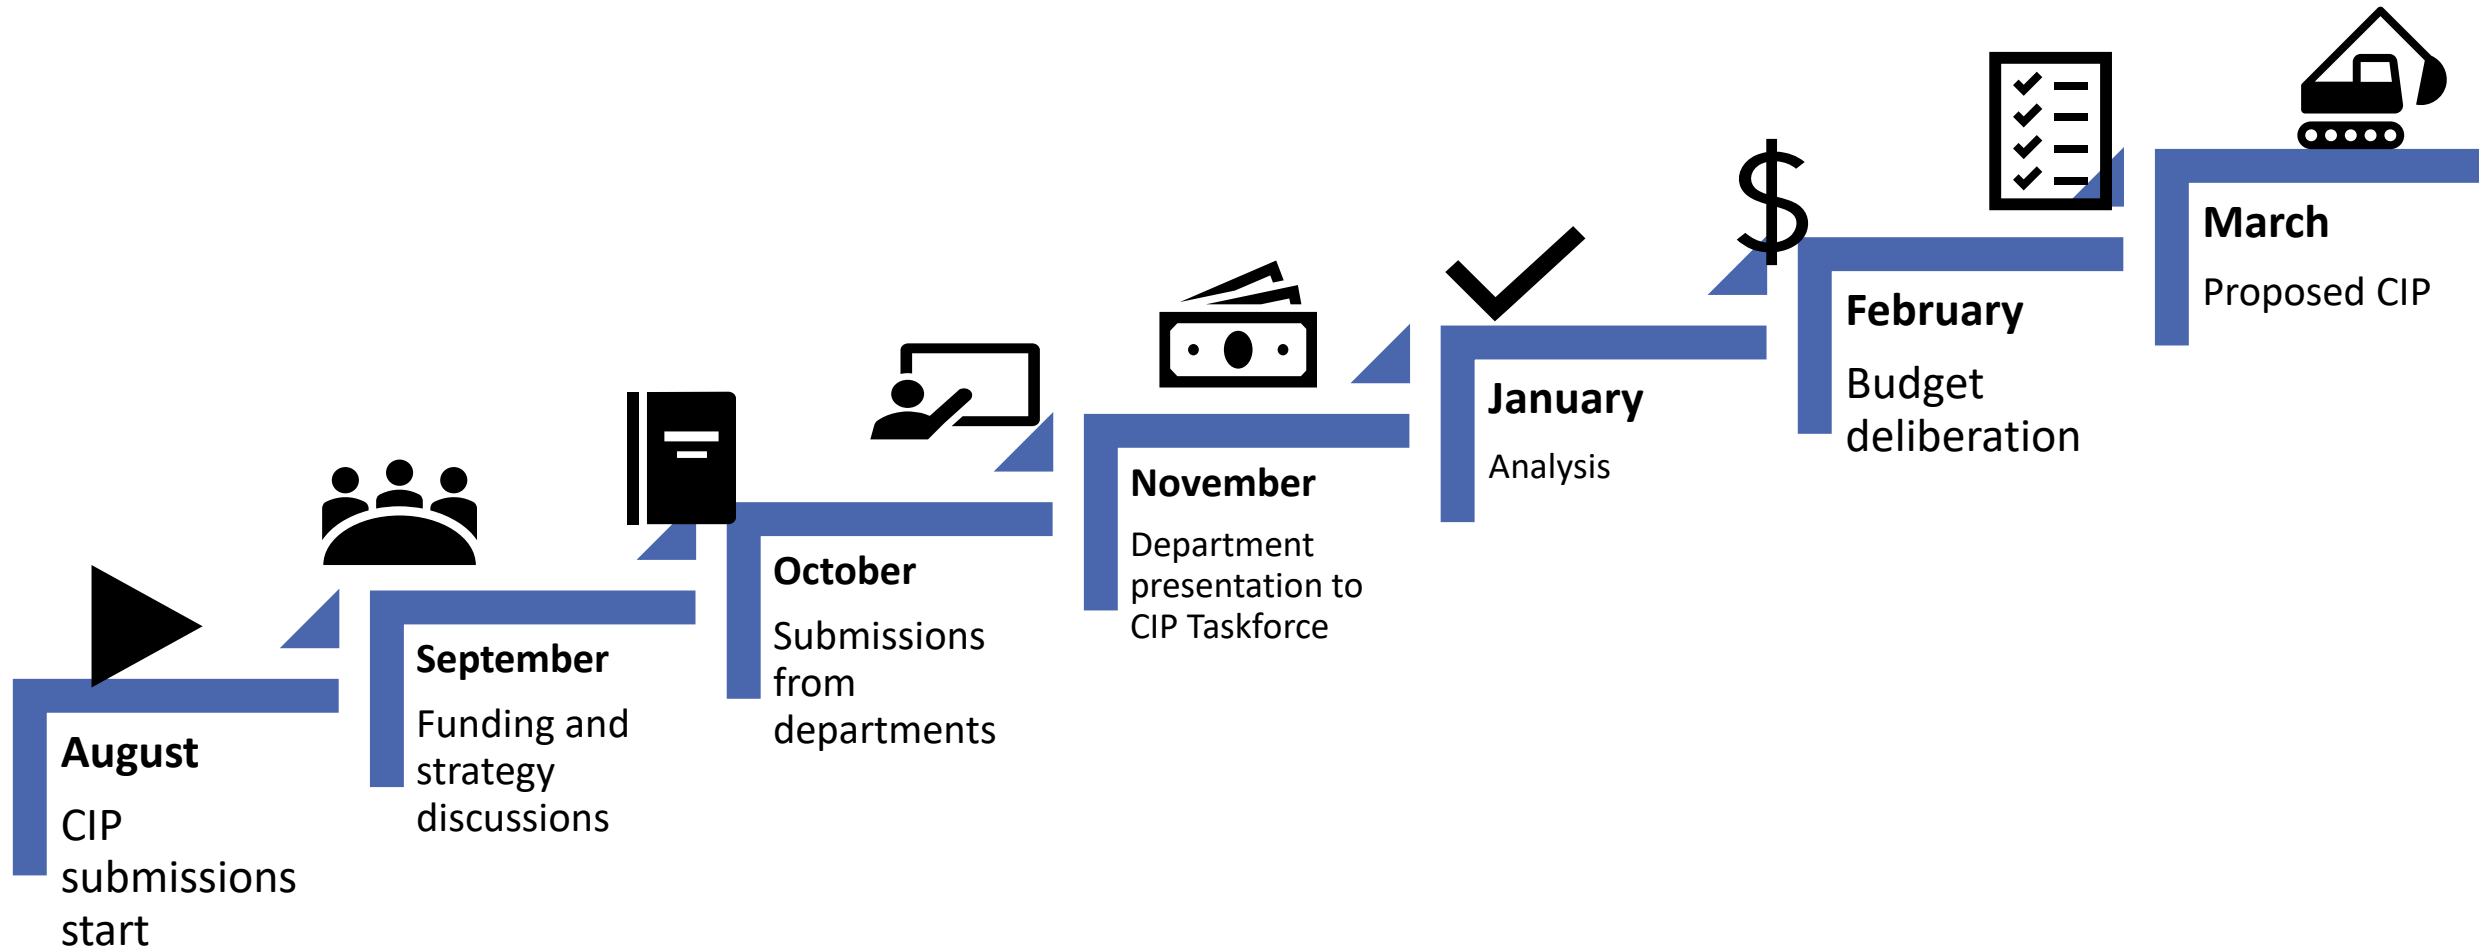 August
CIP
submissions
start
September
Funding and
strategy
discussions
October
Submissions
from
departments
November
Department
presentation to
CIP Taskforce
January
Analysis
$
February
Budget
deliberation
March
Proposed CIP